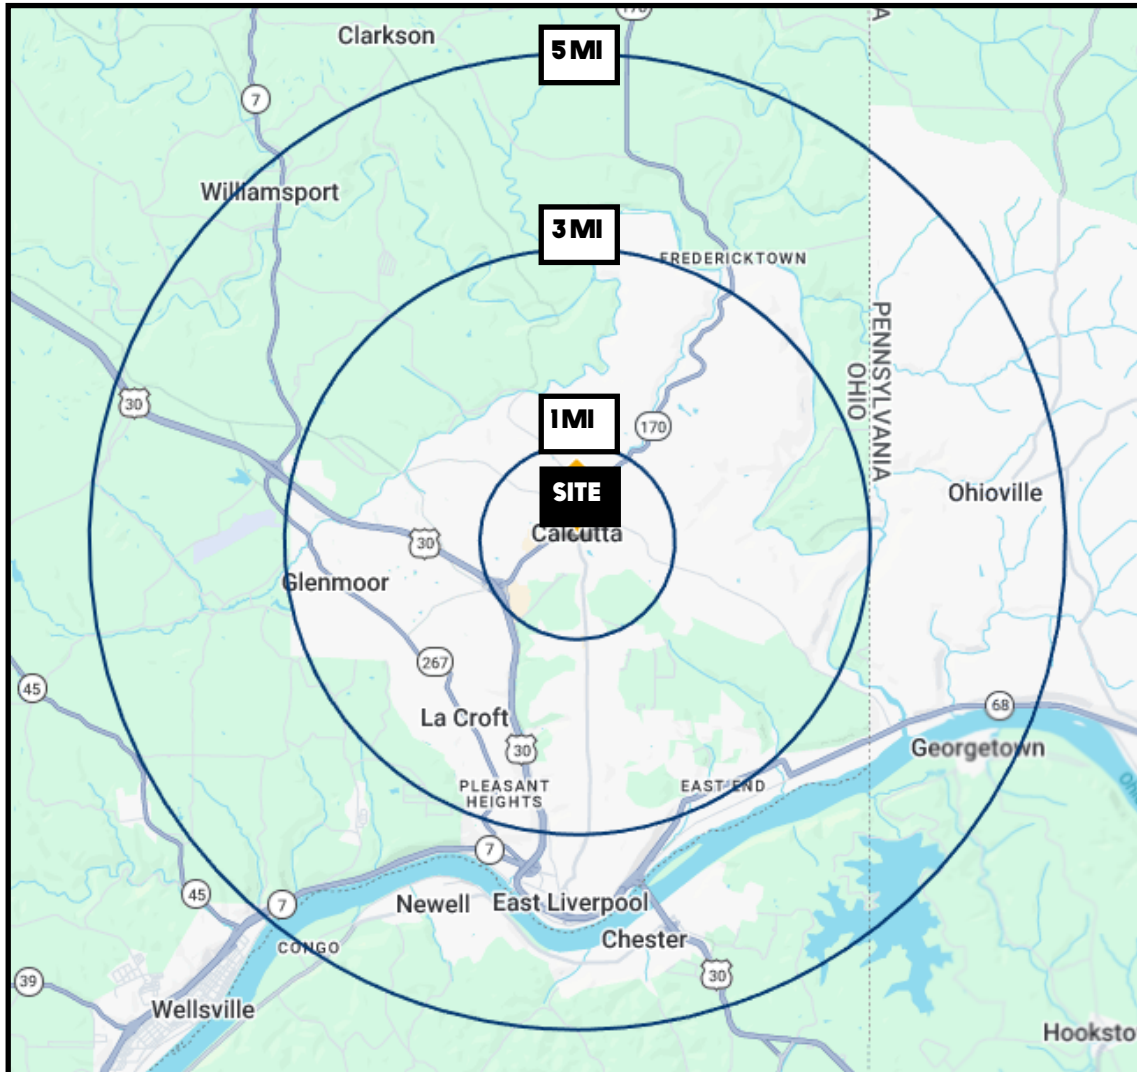 170
A
Clarkson
5 MI
7
Williamsport
3 MI
FREDERICKTOWN
PENNSYLVANIA
OHIO
30
1 MI
170
SITE
Ohioville
Calcutta
30
Glenmoor
267
45
68
La Croft
30
Georgetown
PLEASANT
HEIGHTS
EAST END
7
45
7
Newell
East Liverpool
Chester
CONGO
30
39
Wellsville
Hooksto